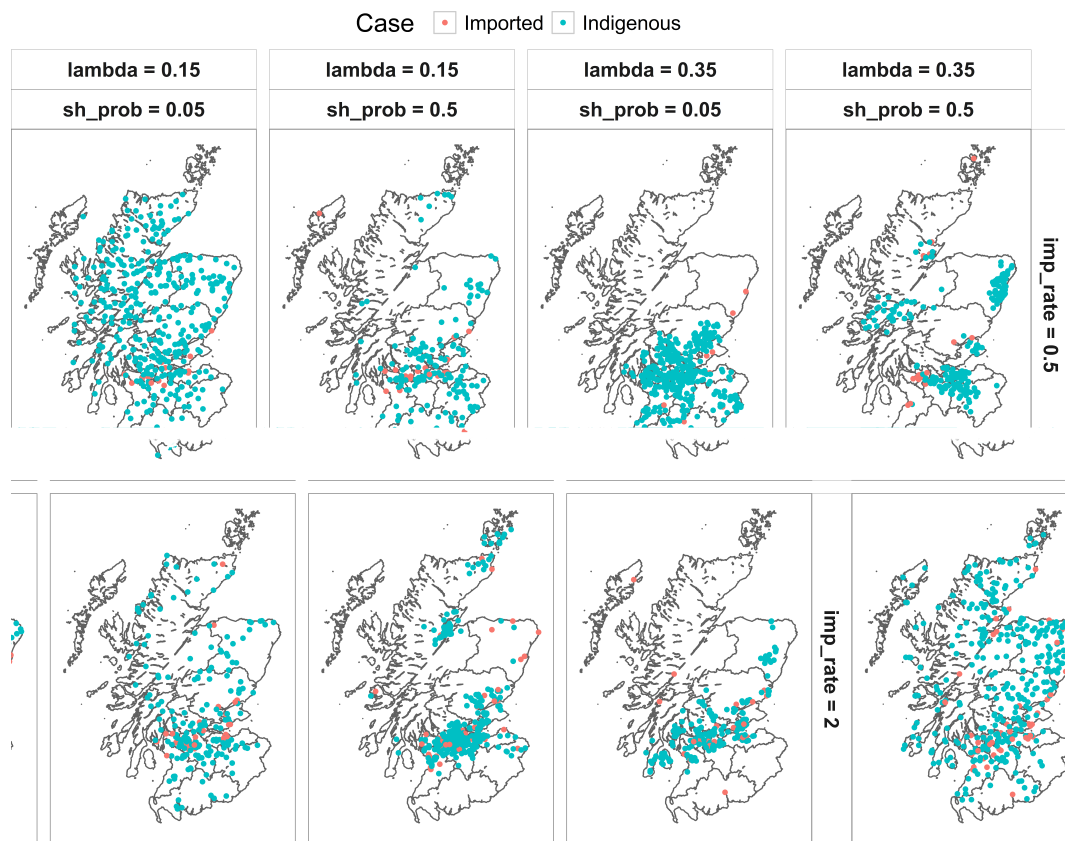 Case Imported Indigenous
lambda = 0.15 lambda = 0.15 lambda = 0.35 lambda = 0.35
sh_prob = 0.05 sh_prob = 0.5 sh_prob = 0.05 sh_prob = 0.5
imp_rate = 0.5
imp_rate = 2